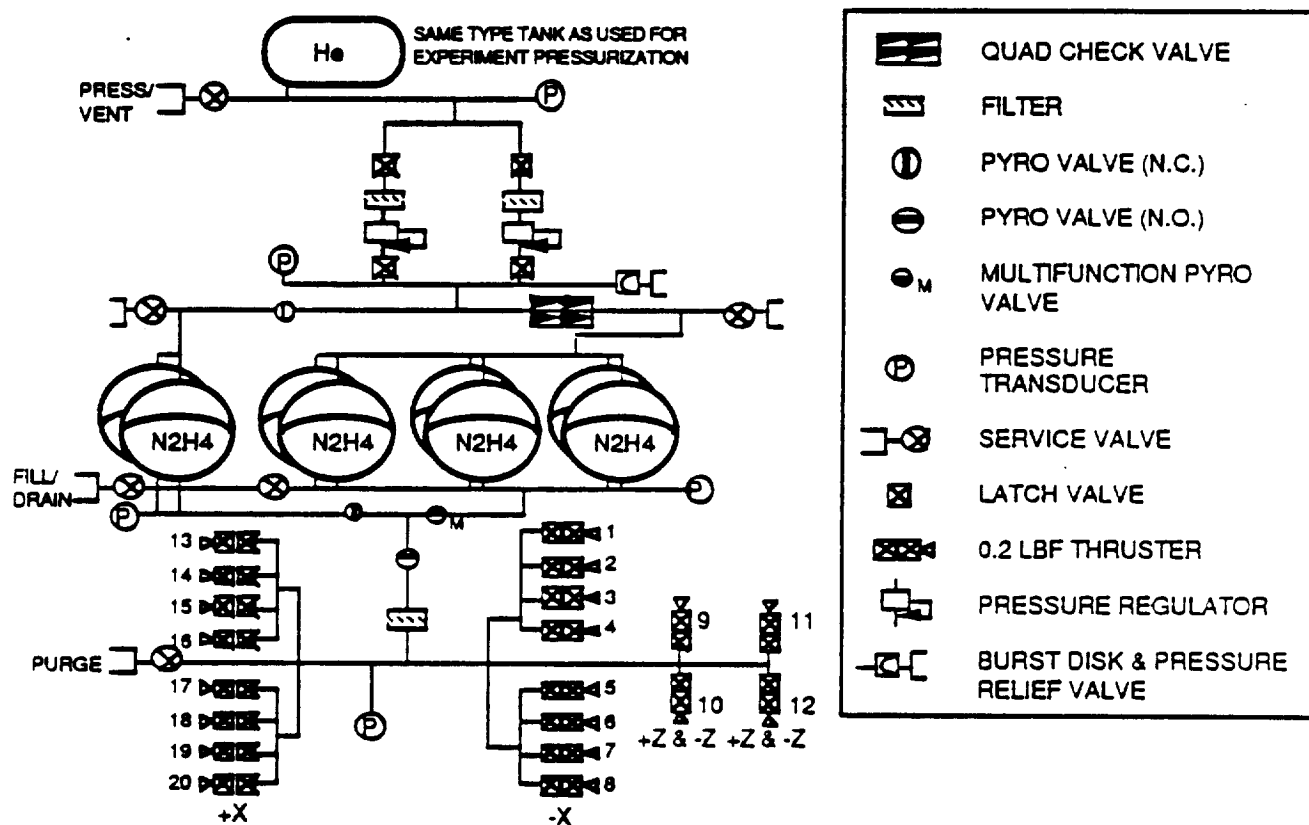 He
SAME TYPE TANK AS USED FOR
EXPERIMENT PRESSURIZATION
PRESS/
VENT
P
P
N2H4
N2H4
N2H4
N2H4
FILL/
DRAIN
P
P
M
13
14
15
16
1
2
3
4
9
11
PURGE
17
18
19
20
P
5
6
7
8
10
12
+Z & -Z
+Z & -Z
+X
-X
QUAD CHECK VALVE
FILTER
PYRO VALVE (N.C.)
PYRO VALVE (N.O.)
M
MULTIFUNCTION PYRO
VALVE
P
PRESSURE
TRANSDUCER
SERVICE VALVE
LATCH VALVE
0.2 LBF THRUSTER
PRESSURE REGULATOR
BURST DISK & PRESSURE
RELIEF VALVE